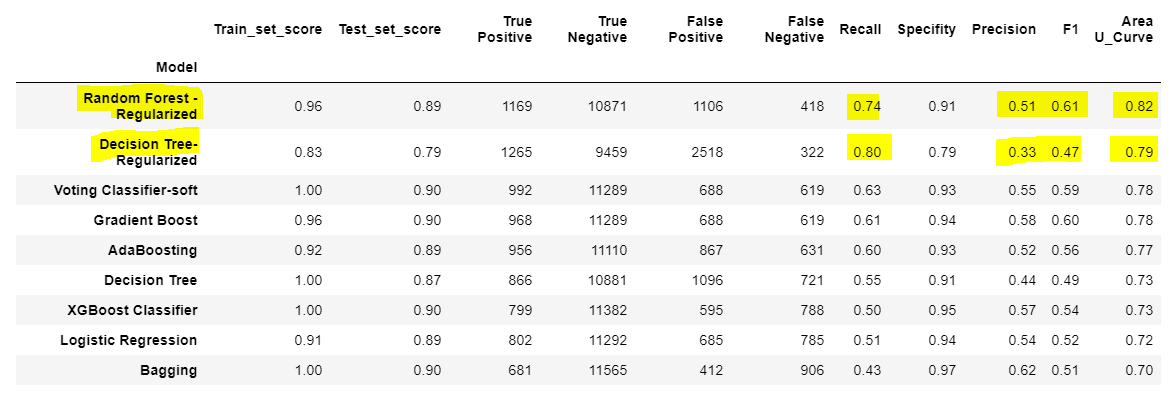 Train_set_score Test_set_score True Positive True Negative False Positive False Negative Recall Specifity Precision F1 Area U_Curve
Model
Random Forest - Regularized 0.96 0.89 1169 10871 1106 418 0.74 0.91 0.51 0.61 0.82
Decision Tree- Regularized 0.83 0.79 1265 9459 2518 322 0.80 0.79 0.33 0.47 0.79
Voting Classifier-soft 1.00 0.90 992 11289 688 619 0.63 0.93 0.55 0.59 0.78
Gradient Boost 0.96 0.90 968 11289 688 619 0.61 0.94 0.58 0.60 0.78
AdaBoosting 0.92 0.89 956 11110 867 631 0.60 0.93 0.52 0.56 0.77
Decision Tree 1.00 0.87 866 10881 1096 721 0.55 0.91 0.44 0.49 0.73
XGBoost Classifier 1.00 0.90 799 11382 595 788 0.50 0.95 0.57 0.54 0.73
Logistic Regression 0.91 0.89 802 11292 685 785 0.51 0.94 0.54 0.52 0.72
Bagging 1.00 0.90 681 11565 412 906 0.43 0.97 0.62 0.51 0.70